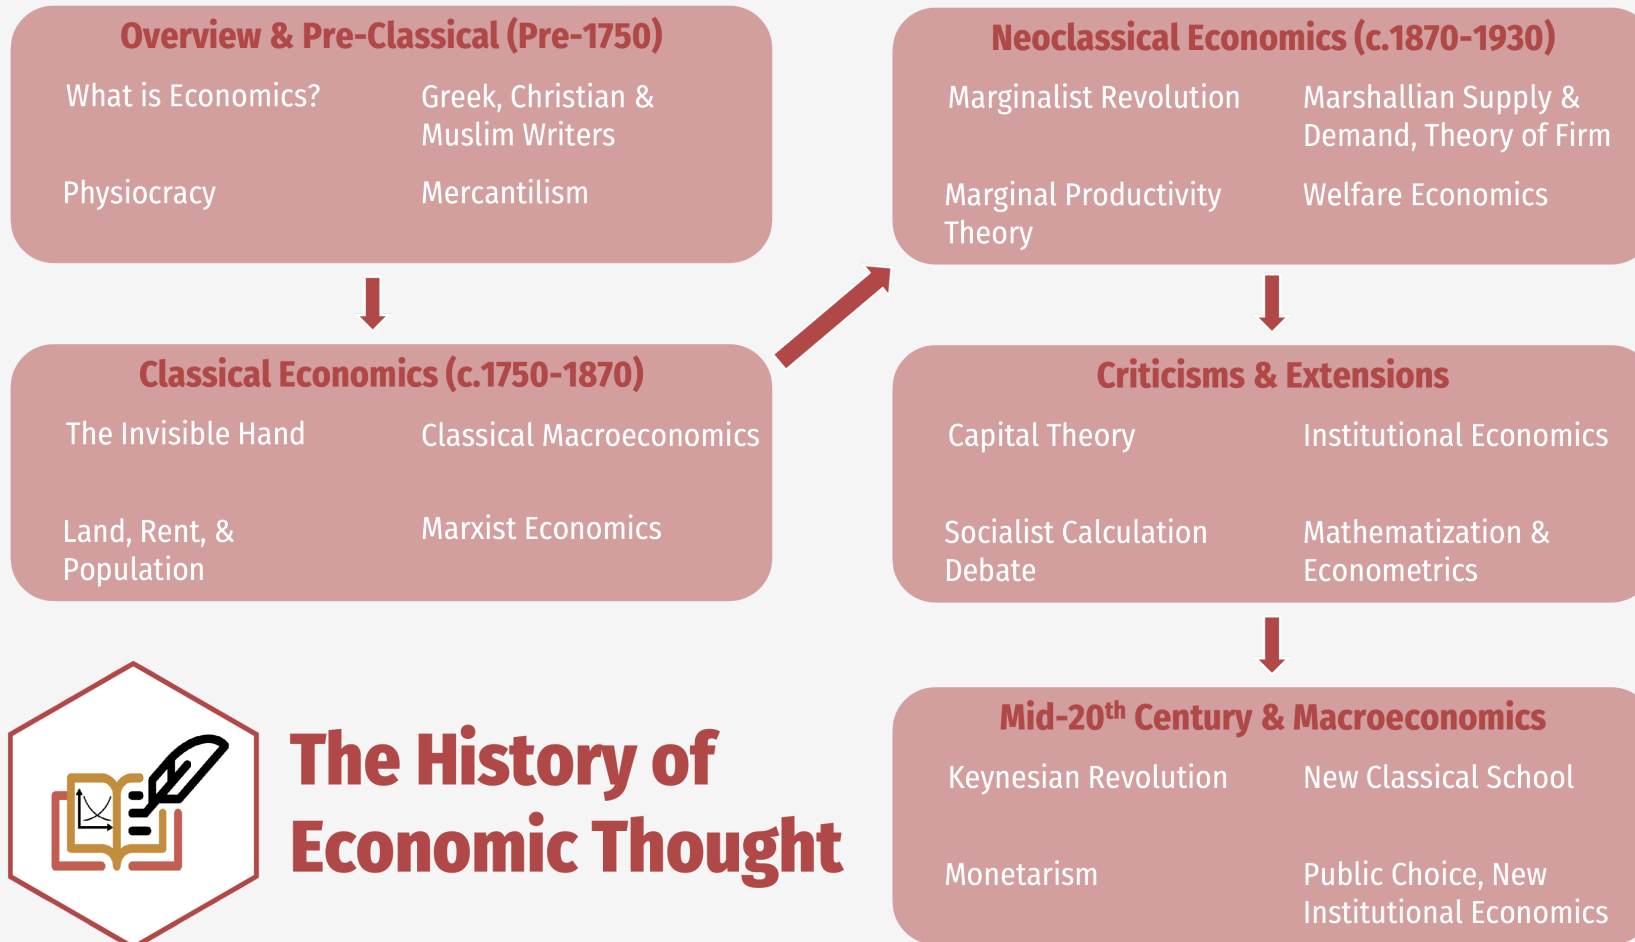 Overview & Pre-Classical (Pre-1750)
What is Economics?
Greek, Christian &
Muslim Writers
Physiocracy
Mercantilism
Classical Economics (c.1750-1870)
The Invisible Hand
Classical Macroeconomics
Land, Rent, &
Population
Marxist Economics
Neoclassical Economics (c.1870-1930)
Marginalist Revolution
Marshallian Supply &
Demand, Theory of Firm
Marginal Productivity
Theory
Welfare Economics
Criticisms & Extensions
Capital Theory
Institutional Economics
Socialist Calculation
Debate
Mathematization &
Econometrics
Mid-20th Century & Macroeconomics
Keynesian Revolution
New Classical School
Monetarism
Public Choice, New
Institutional Economics
The History of
Economic Thought